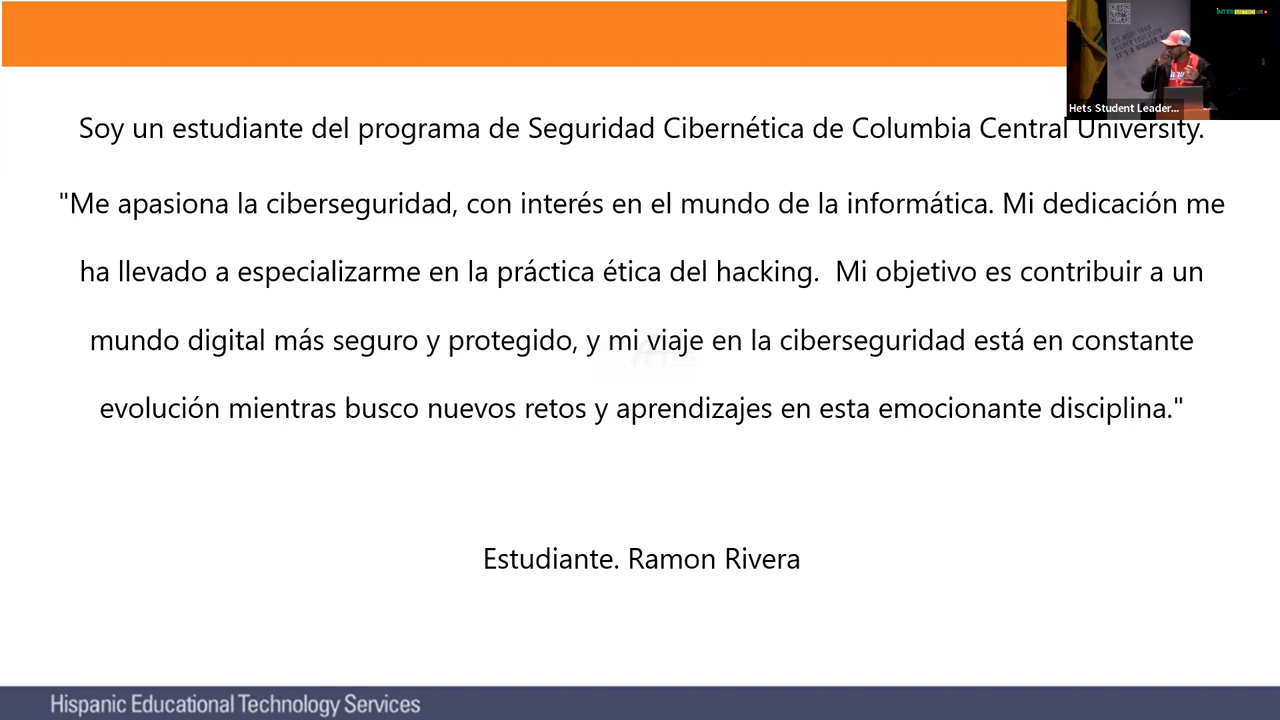 Hets Student Leader...
Soy un estudiante del programa de Seguridad Cibernética de Columbia Central University.
"Me apasiona la ciberseguridad, con interés en el mundo de la informática. Mi dedicación me
ha llevado a especializarme en la práctica ética del hacking.  Mi objetivo es contribuir a un
mundo digital más seguro y protegido, y mi viaje en la ciberseguridad está en constante
evolución mientras busco nuevos retos y aprendizajes en esta emocionante disciplina."
Estudiante. Ramon Rivera
Hispanic Educational Technology Services